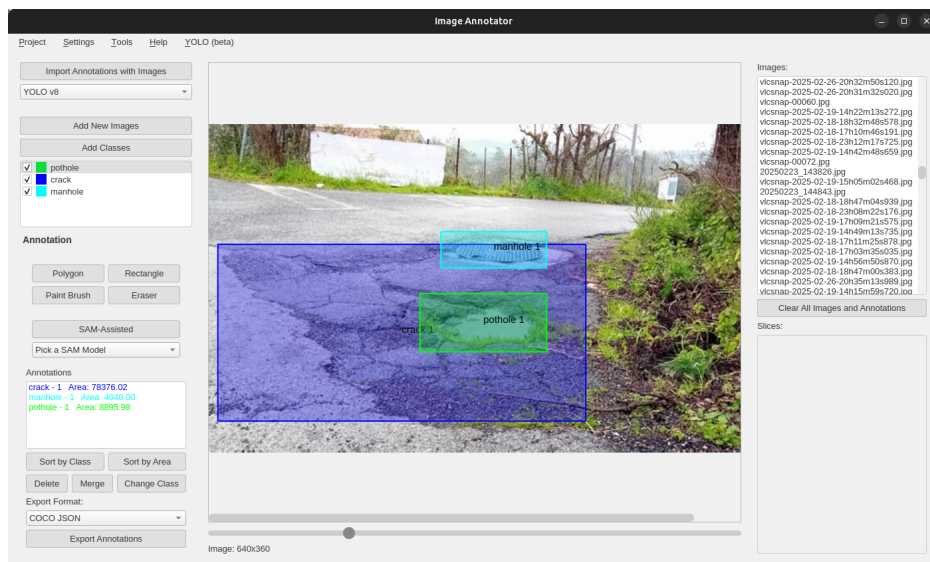 Image Annotator
Project Settings Tools Help YOLO (beta)
Import Annotations with Images
YOLO v8
Add New Images
Add Classes
pothole
crack
manhole
Annotation
Polygon Rectangle
Paint Brush Eraser
SAM-Assisted
Pick a SAM Model
Annotations
crack - 1 Area: 78376.02
manhole - 1 Area: 4640.00
pothole - 1 Area: 8895.98
Sort by Class Sort by Area
Delete Merge Change Class
Export Format:
COCO JSON
Export Annotations
manhole 1
pothole 1
crack 1
Image: 640x360
Images:
vlcsnap-2025-02-26-20h32m50s120.jpg
vlcsnap-2025-02-26-20h31m32s020.jpg
vlcsnap-00060.jpg
vlcsnap-2025-02-19-14h22m13s272.jpg
vlcsnap-2025-02-18-18h32m48s578.jpg
vlcsnap-2025-02-18-17h10m46s191.jpg
vlcsnap-2025-02-18-23h12m17s725.jpg
vlcsnap-2025-02-19-14h42m48s659.jpg
vlcsnap-00072.jpg
20250223_143826.jpg
vlcsnap-2025-02-19-15h05m02s468.jpg
20250223_144843.jpg
vlcsnap-2025-02-18-18h47m04s939.jpg
vlcsnap-2025-02-18-23h08m22s176.jpg
vlcsnap-2025-02-19-17h09m21s575.jpg
vlcsnap-2025-02-19-14h49m13s735.jpg
vlcsnap-2025-02-18-17h11m25s878.jpg
vlcsnap-2025-02-18-17h03m35s035.jpg
vlcsnap-2025-02-19-14h56m50s870.jpg
vlcsnap-2025-02-18-18h47m00s383.jpg
vlcsnap-2025-02-26-20h35m13s989.jpg
vlcsnap-2025-02-19-14h15m59s720.jpg
Clear All Images and Annotations
Slices: